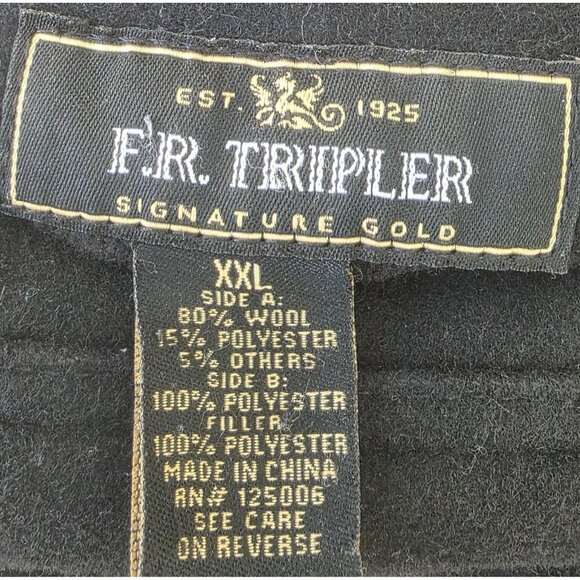 EST. 1925
F.R. TRIPLER
SIGNATURE GOLD
XXL
SIDE A:
80% WOOL
15% POLYESTER
5% OTHERS
SIDE B:
100% POLYESTER
FILLER
100% POLYESTER
MADE IN CHINA
RN# 125006
SEE CARE
ON REVERSE